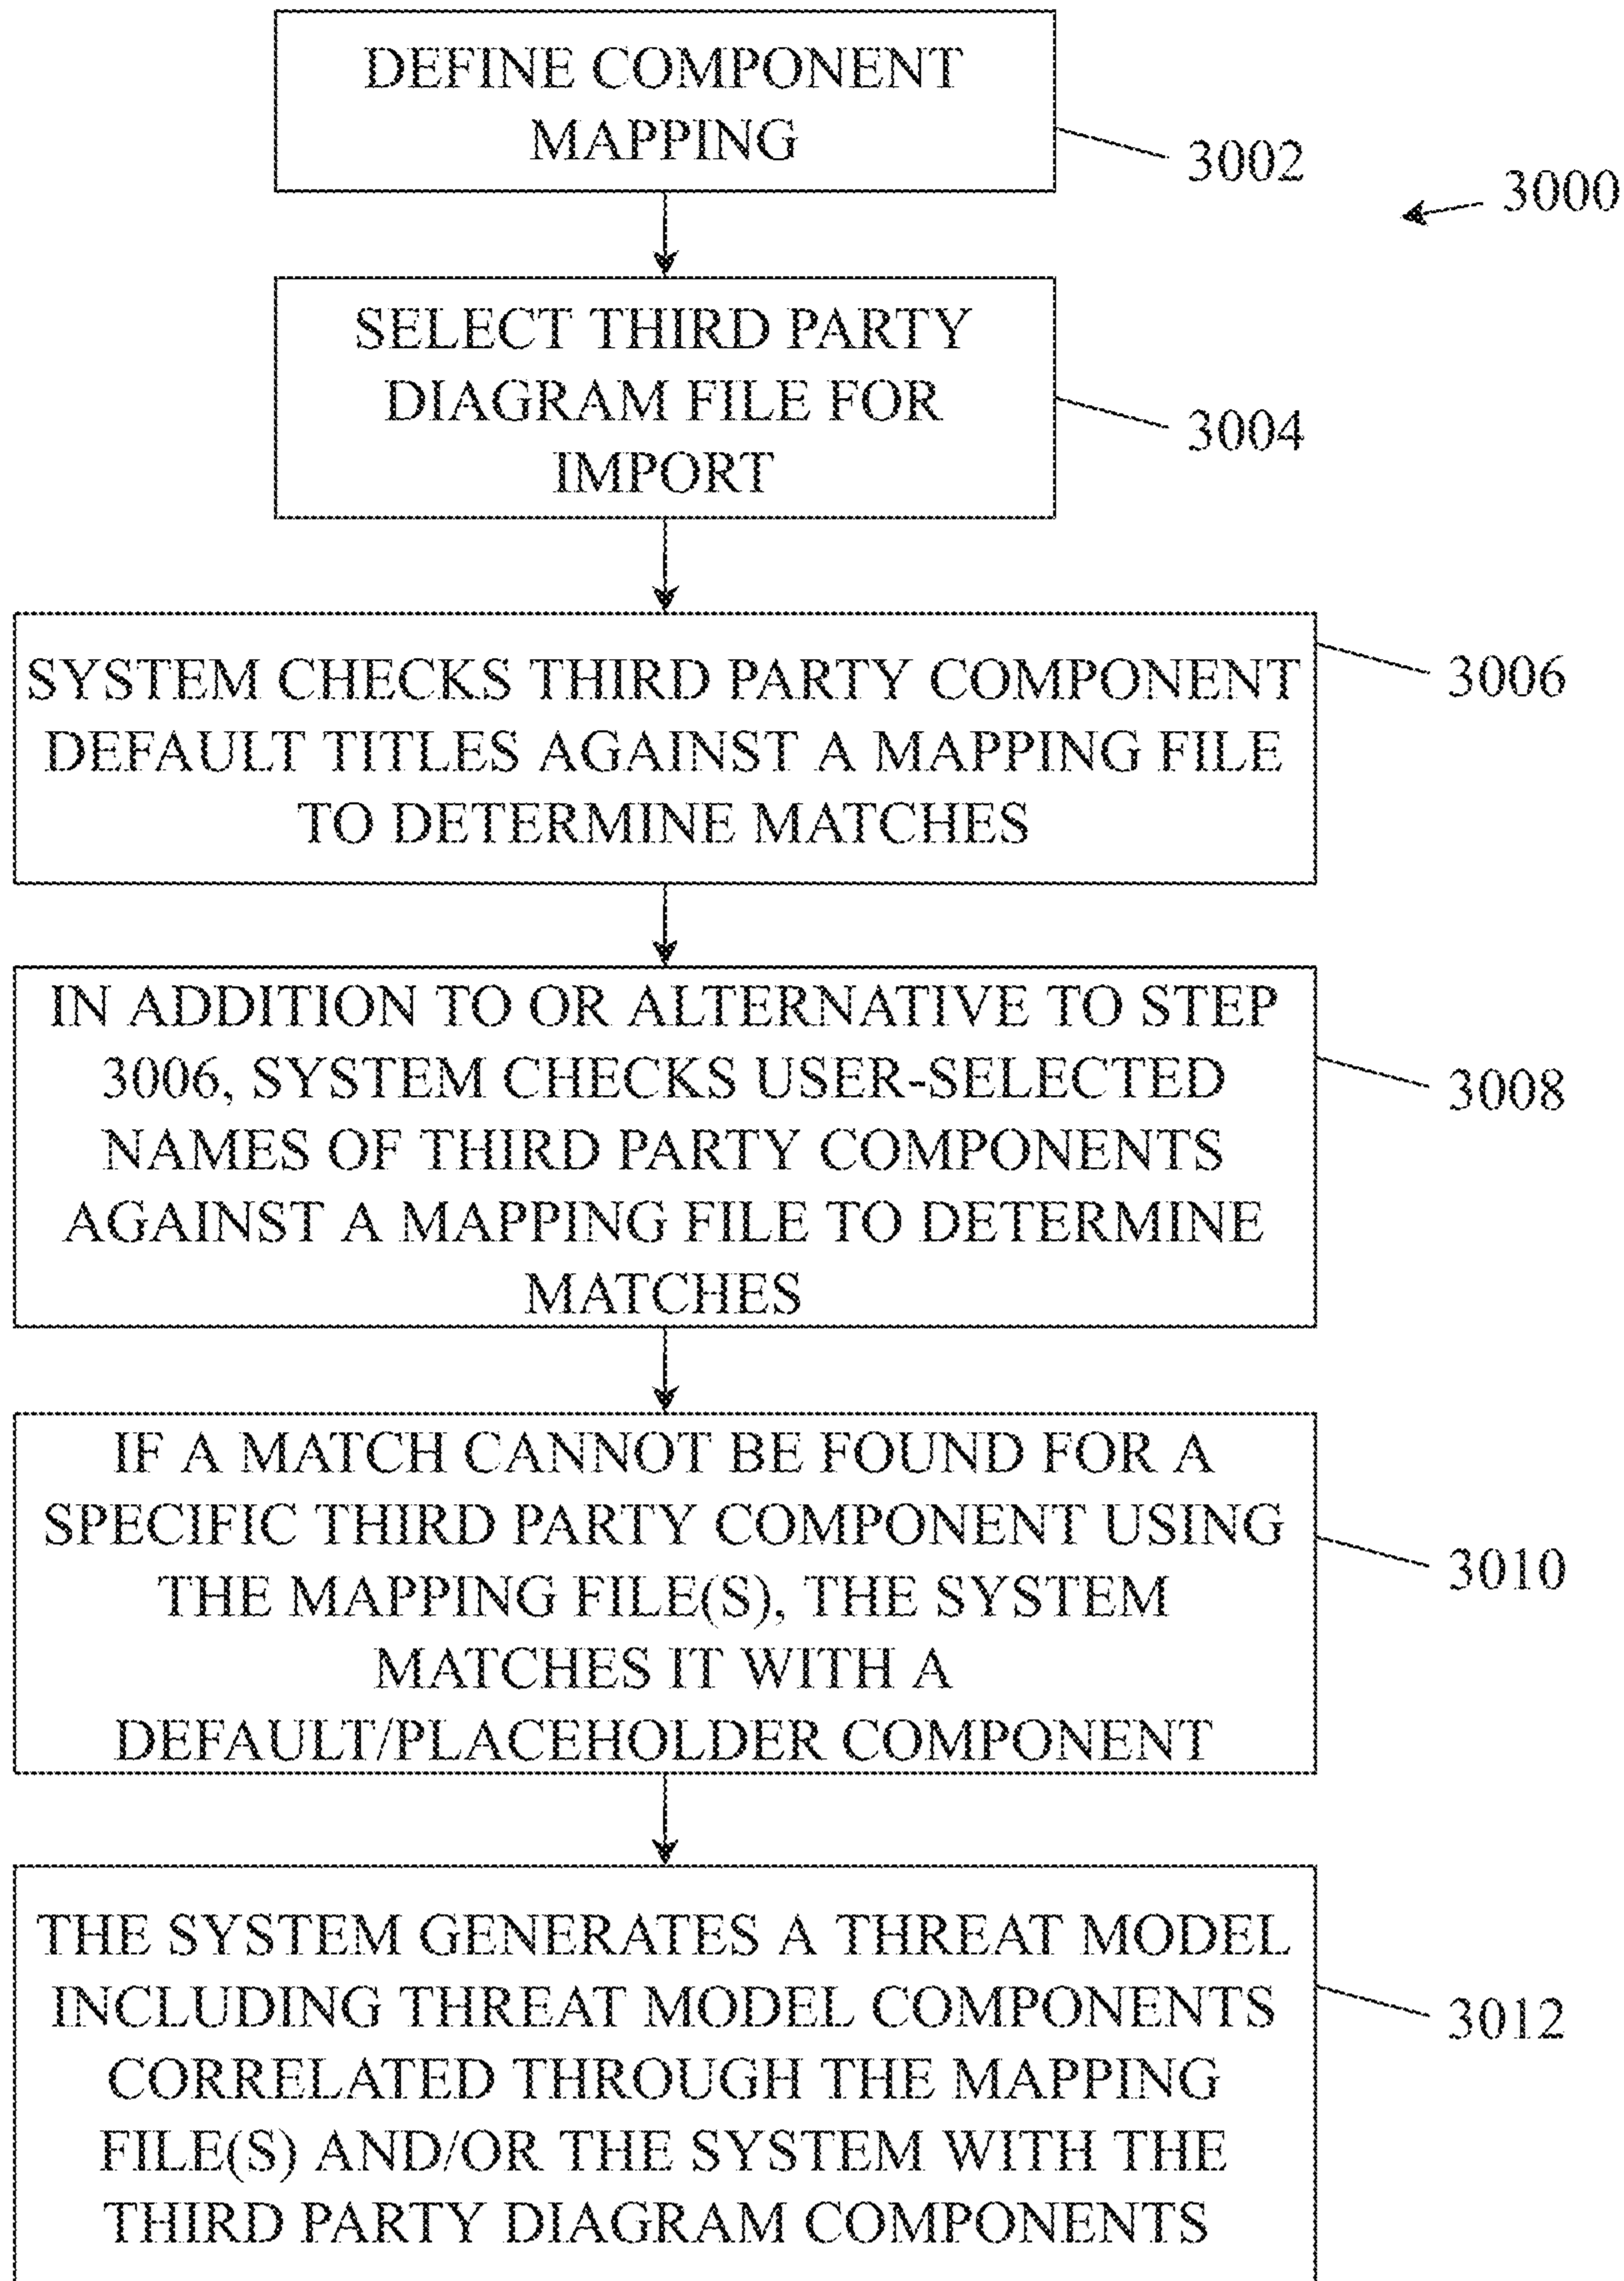 DEFINE COMPONENT
MAPPING
3002
3000
SELECT THIRD PARTY
DIAGRAM FILE FOR
IMPORT
3004
SYSTEM CHECKS THIRD PARTY COMPONENT
DEFAULT TITLES AGAINST A MAPPING FILE
TO DETERMINE MATCHES
3006
IN ADDITION TO OR ALTERNATIVE TO STEP
3006, SYSTEM CHECKS USER-SELECTED
NAMES OF THIRD PARTY COMPONENTS
AGAINST A MAPPING FILE TO DETERMINE
MATCHES
3008
IF A MATCH CANNOT BE FOUND FOR A
SPECIFIC THIRD PARTY COMPONENT USING
THE MAPPING FILE(S), THE SYSTEM
MATCHES IT WITH A
DEFAULT/PLACEHOLDER COMPONENT
3010
THE SYSTEM GENERATES A THREAT MODEL
INCLUDING THREAT MODEL COMPONENTS
CORRELATED THROUGH THE MAPPING
FILE(S) AND/OR THE SYSTEM WITH THE
THIRD PARTY DIAGRAM COMPONENTS
3012